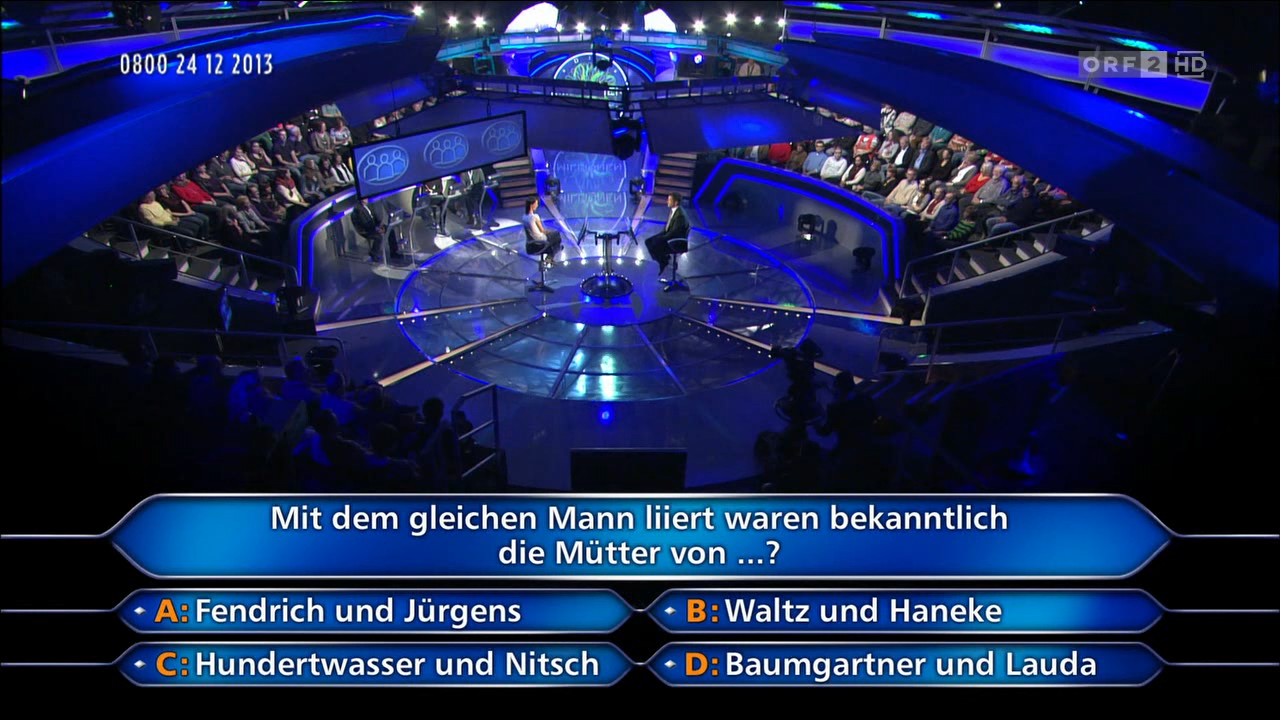 0800 24 12 2013
ORF 2 HD
Mit dem gleichen Mann liiert waren bekanntlich
die Mütter von ...?
A: Fendrich und Jürgens
B: Waltz und Haneke
C: Hundertwasser und Nitsch
D: Baumgartner und Lauda